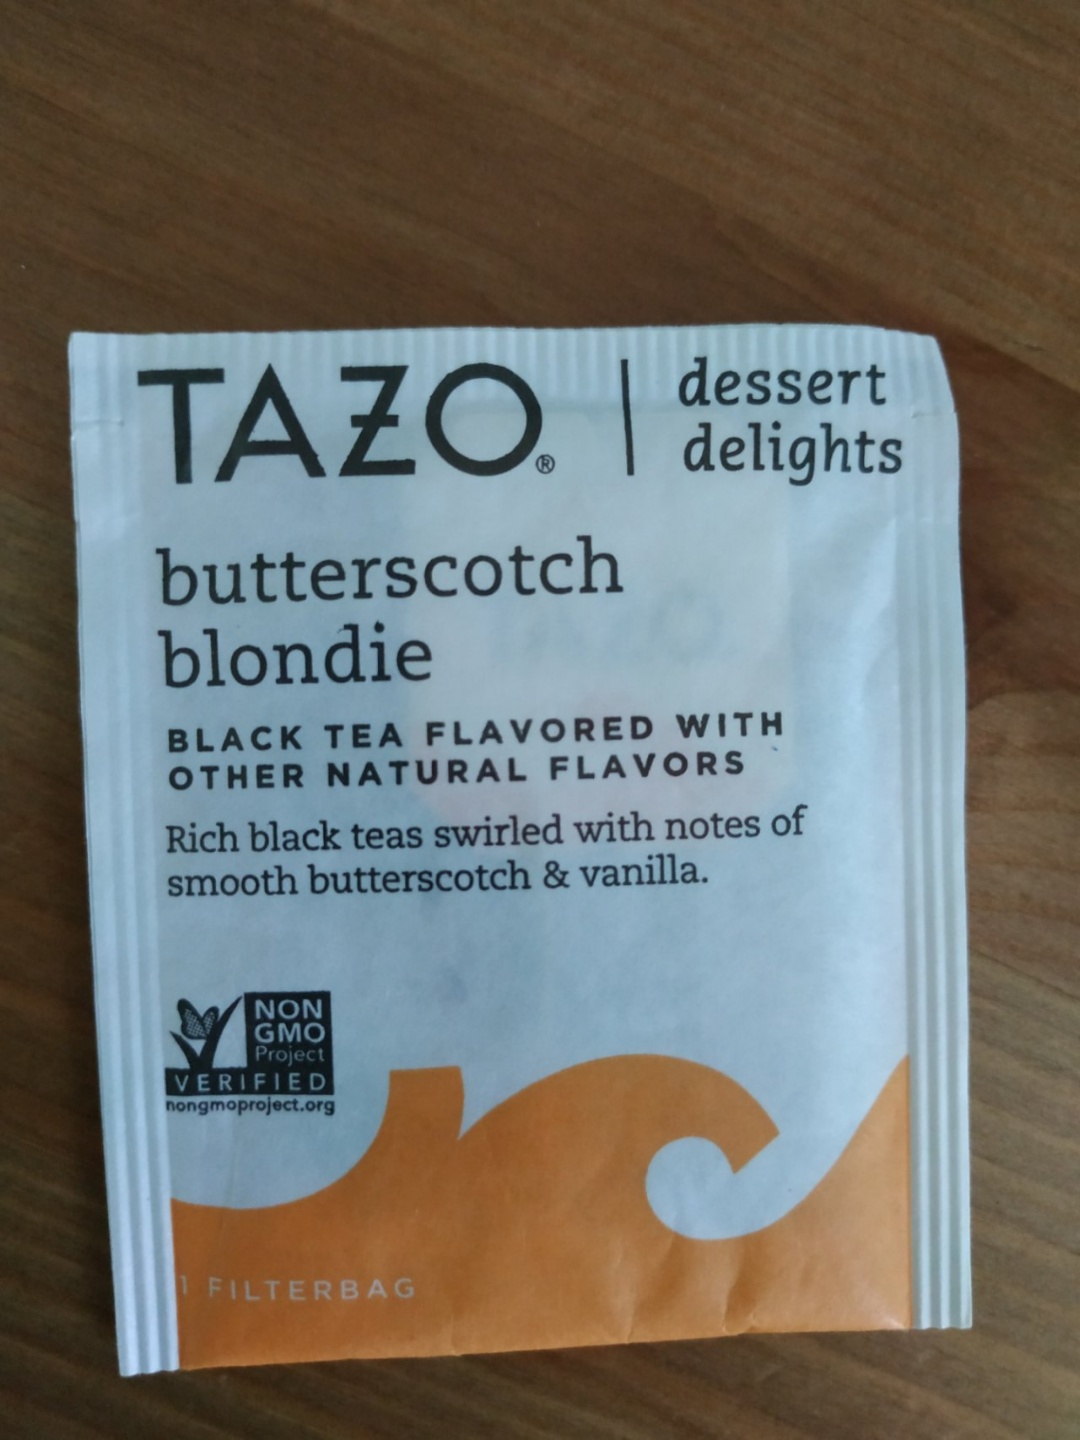 TAZO® | dessert
delights
butterscotch
blondie
BLACK TEA FLAVORED WITH
OTHER NATURAL FLAVORS
Rich black teas swirled with notes of
smooth butterscotch & vanilla.
NON
GMO
Project
VERIFIED
nongmoproject.org
1 FILTERBAG